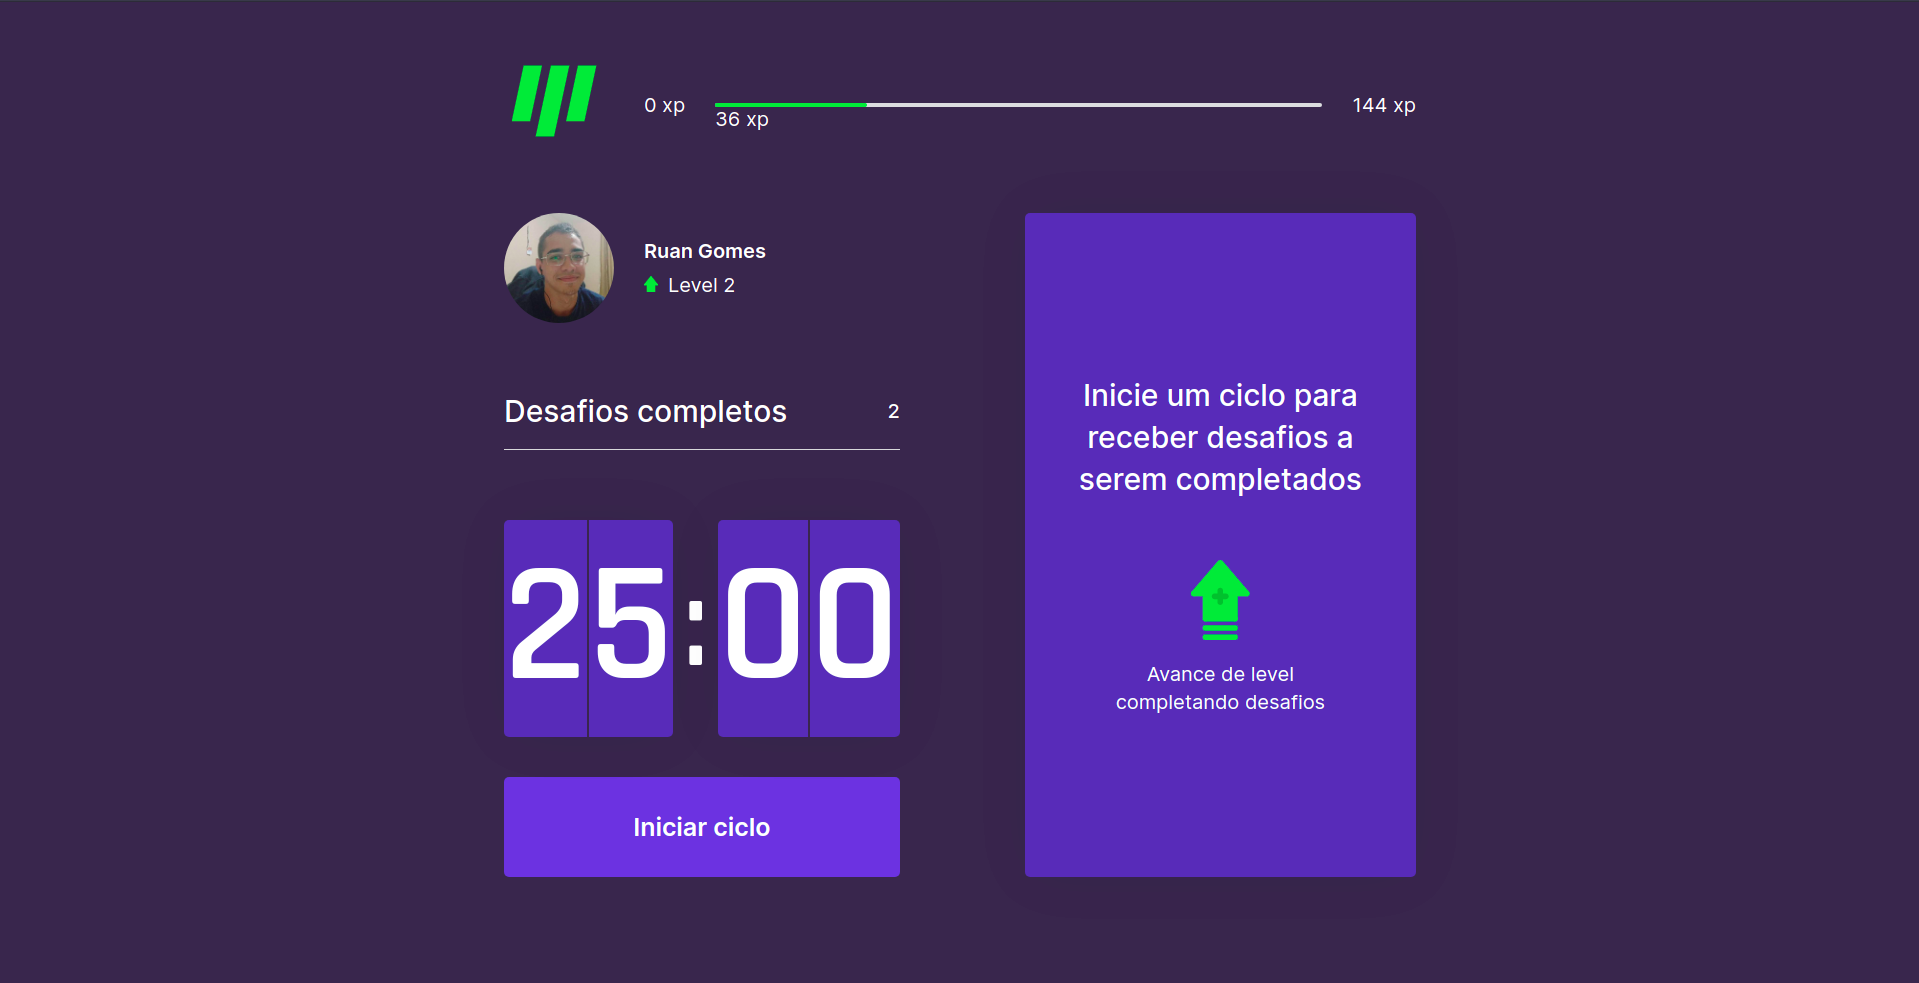 0 xp
36 xp
144 xp
Ruan Gomes
Level 2
Desafios completos 2
25:00
Iniciar ciclo
Inicie um ciclo para
receber desafios a
serem completados
Avance de level
completando desafios